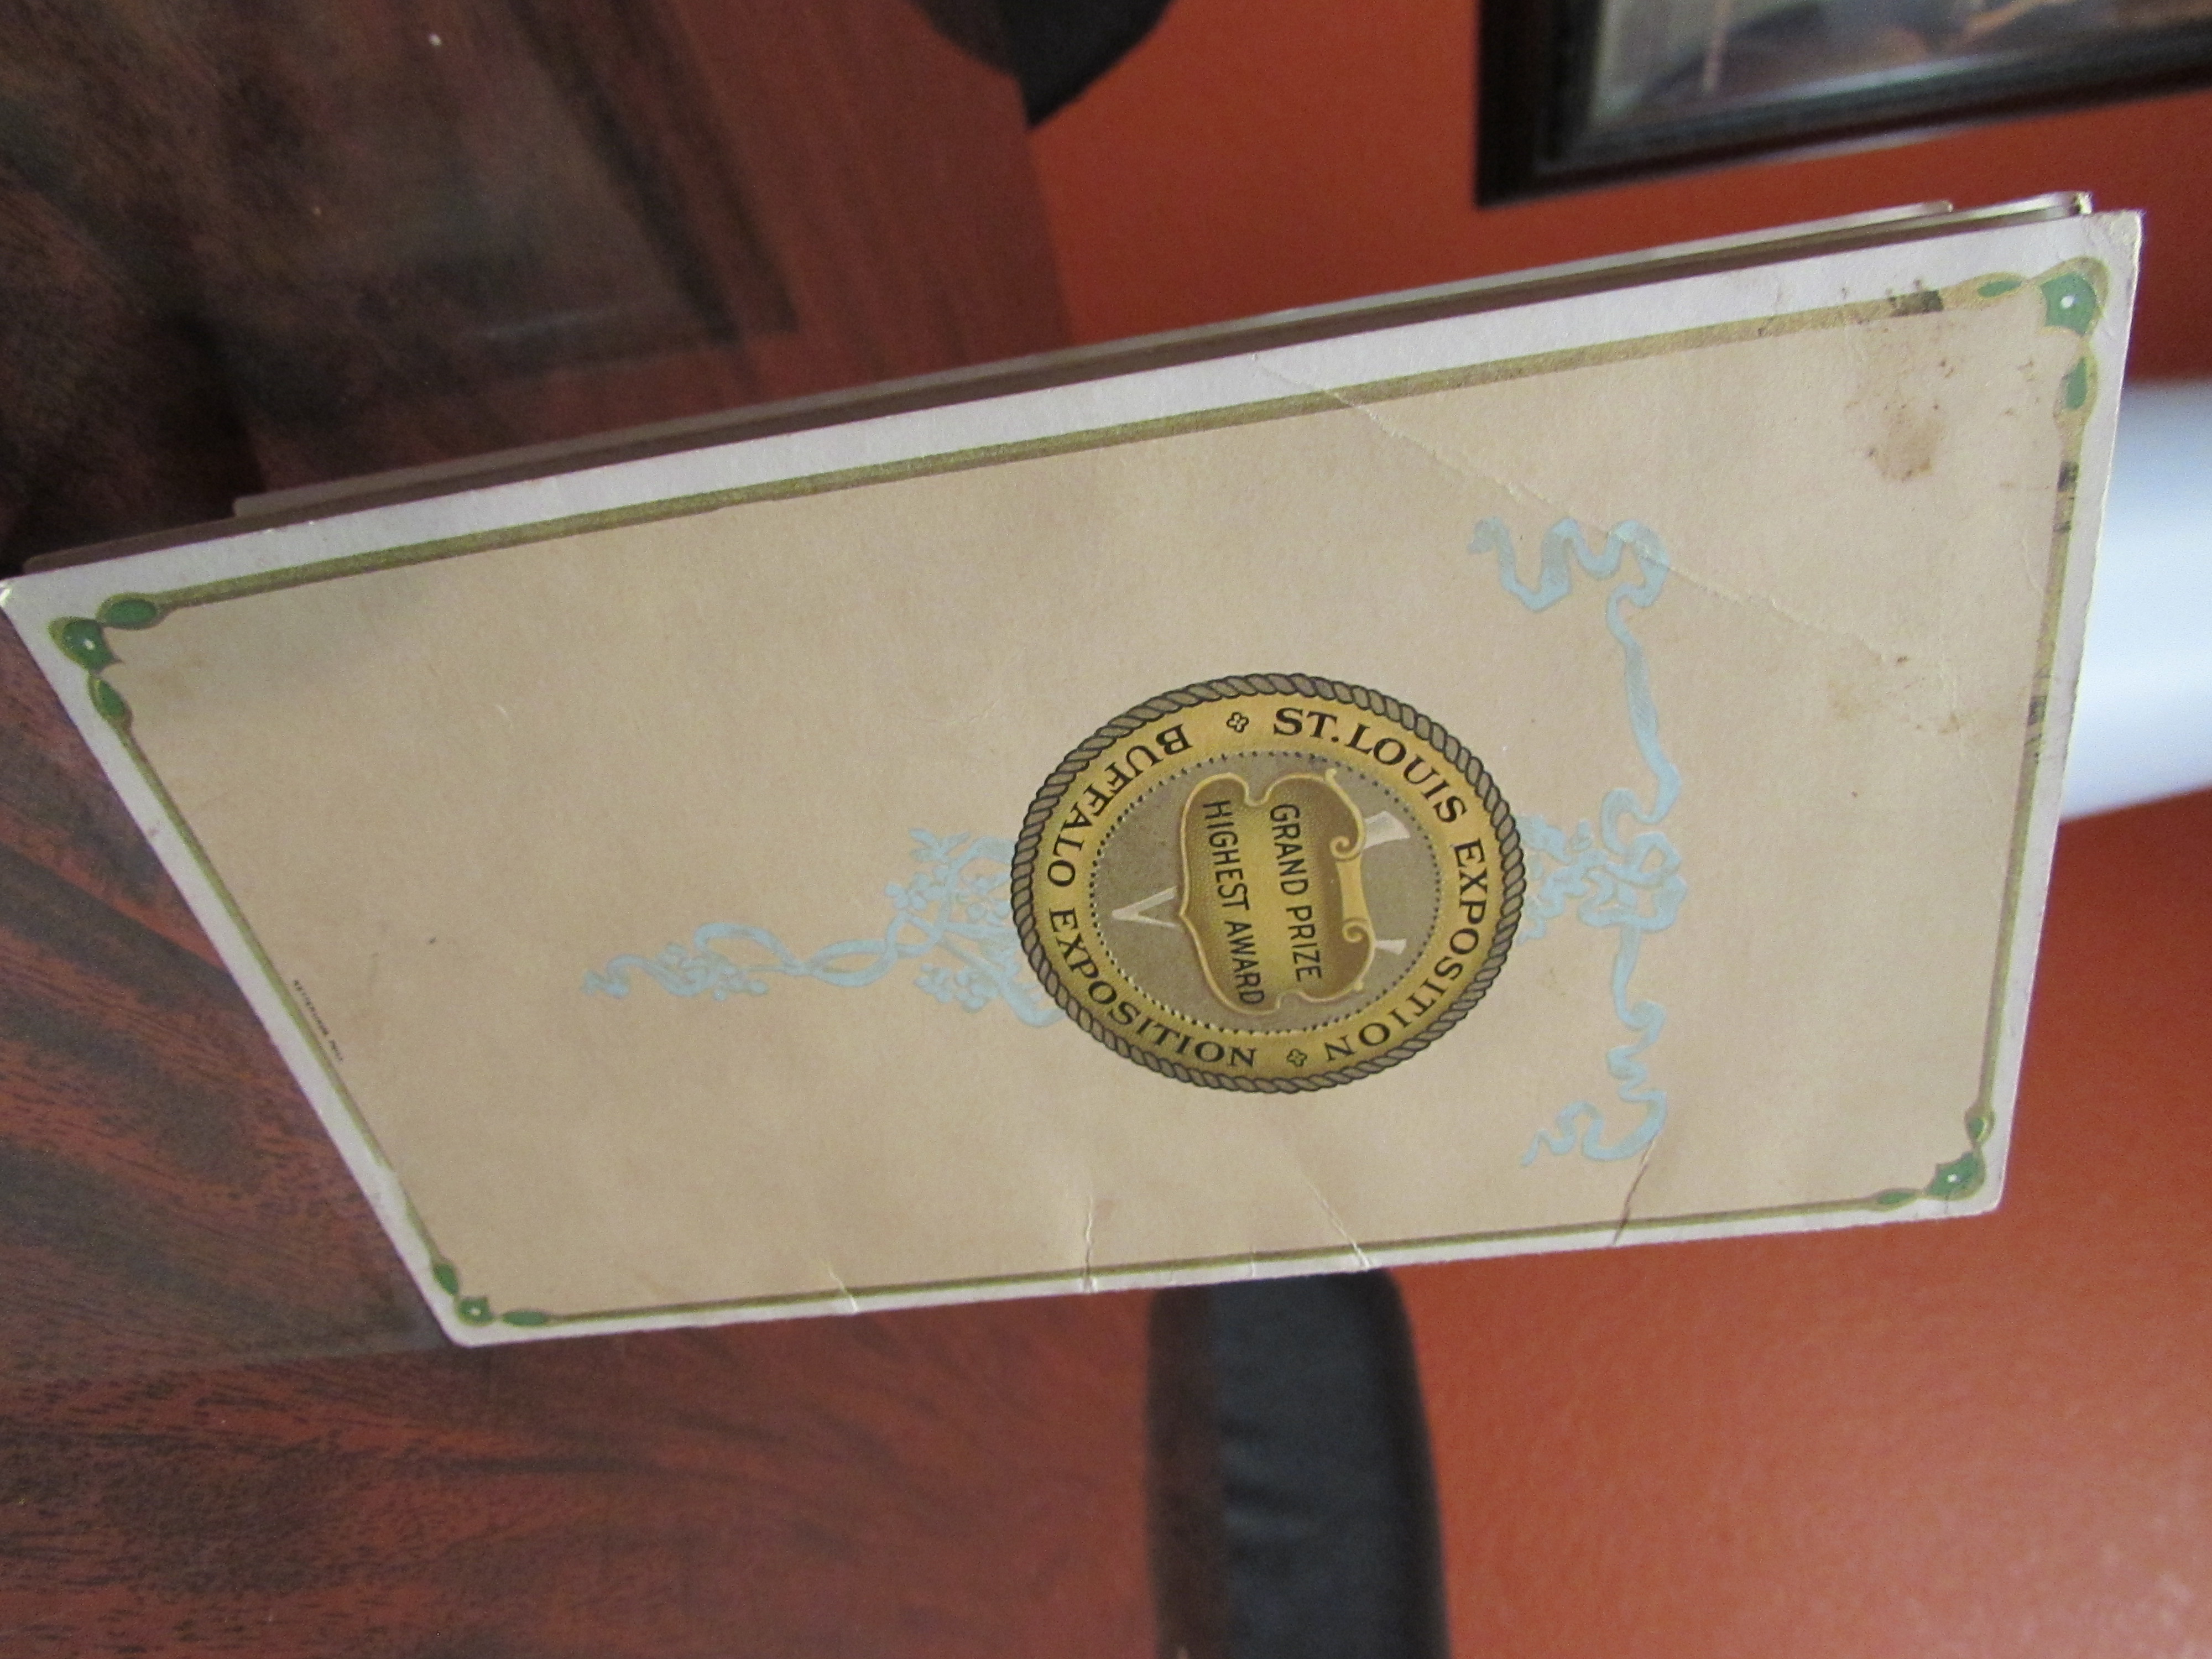 ST. LOUIS EXPOSITION
GRAND PRIZE
HIGHEST AWARD
BUFFALO EXPOSITION